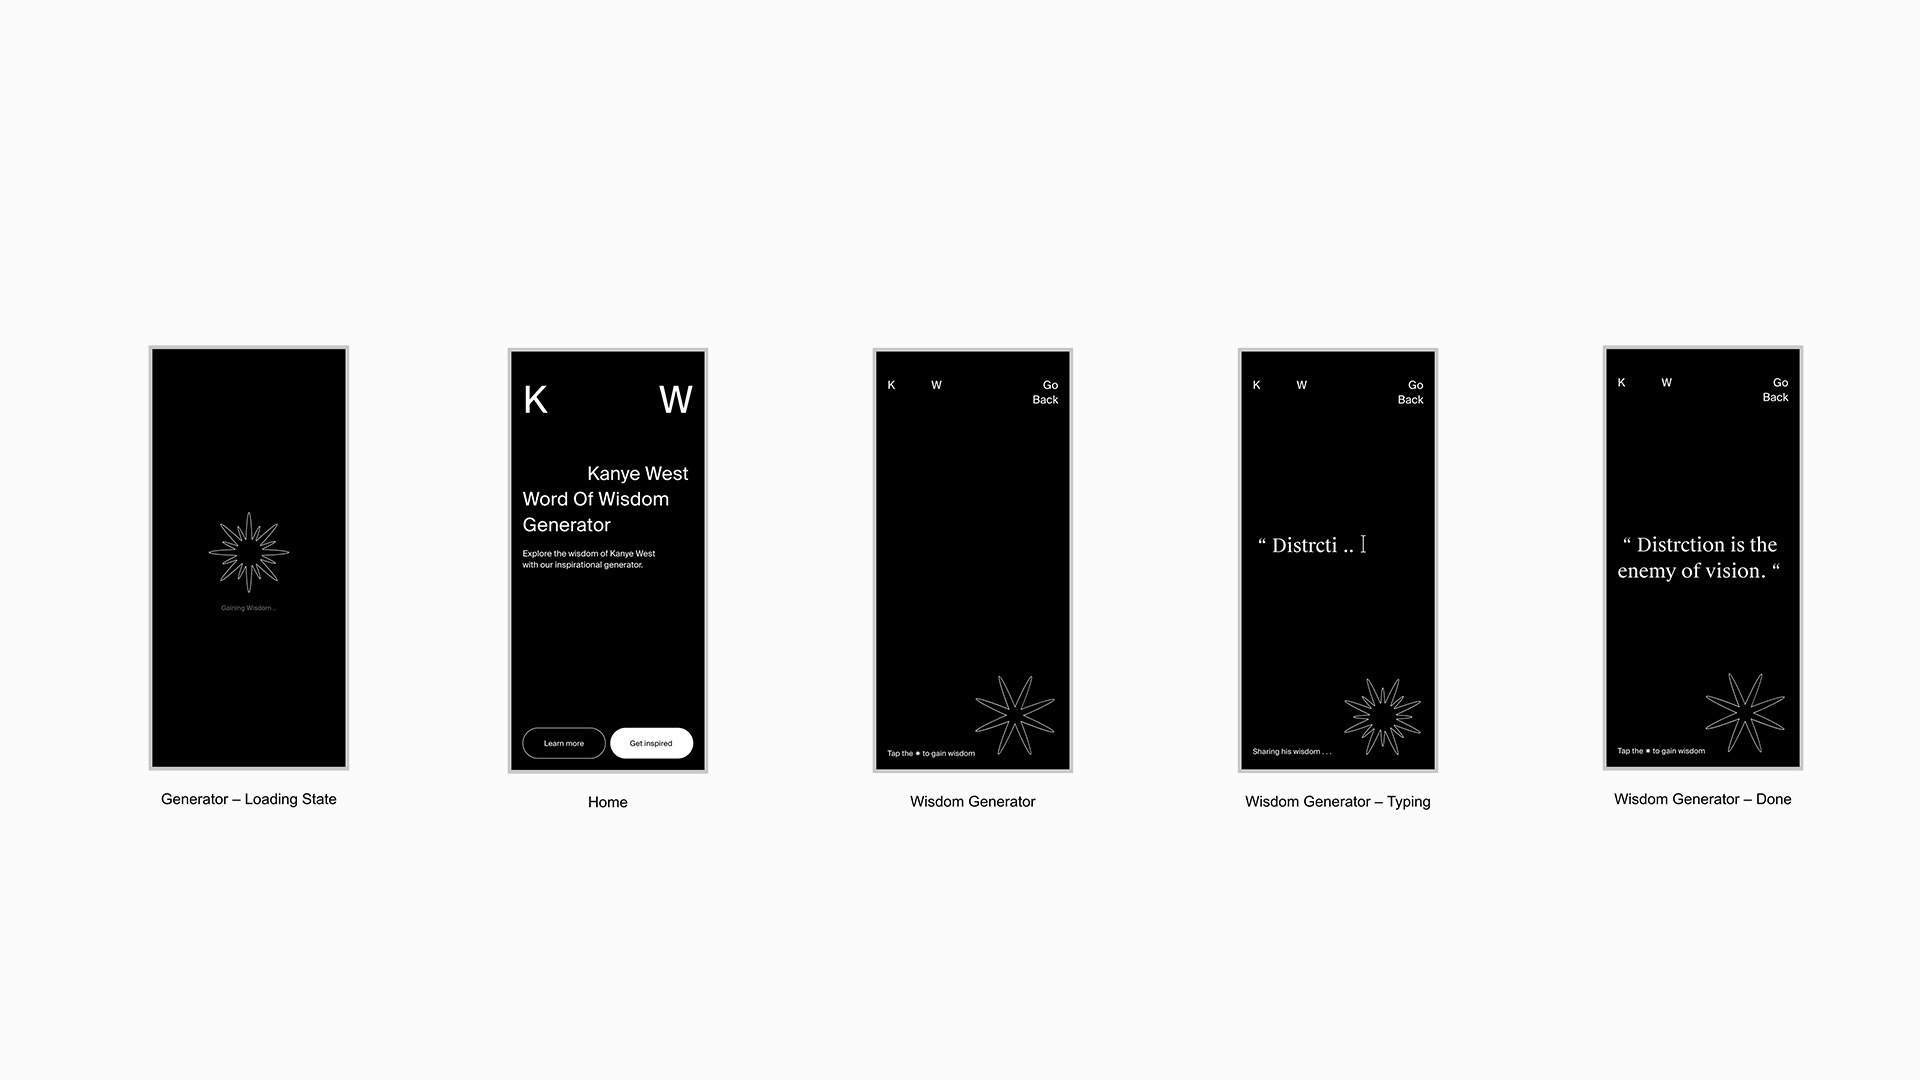 Gaining Wisdom ..
Generator – Loading State
K W
Kanye West
Word Of Wisdom
Generator
Explore the wisdom of Kanye West
with our inspirational generator.
Learn more
Get inspired
Home
K W
Go
Back
Tap the ✷ to gain wisdom
Wisdom Generator
K W
Go
Back
“ Distrcti ..
Sharing his wisdom . . .
Wisdom Generator – Typing
K W
Go
Back
“ Distrction is the
enemy of vision. “
Tap the ✷ to gain wisdom
Wisdom Generator – Done